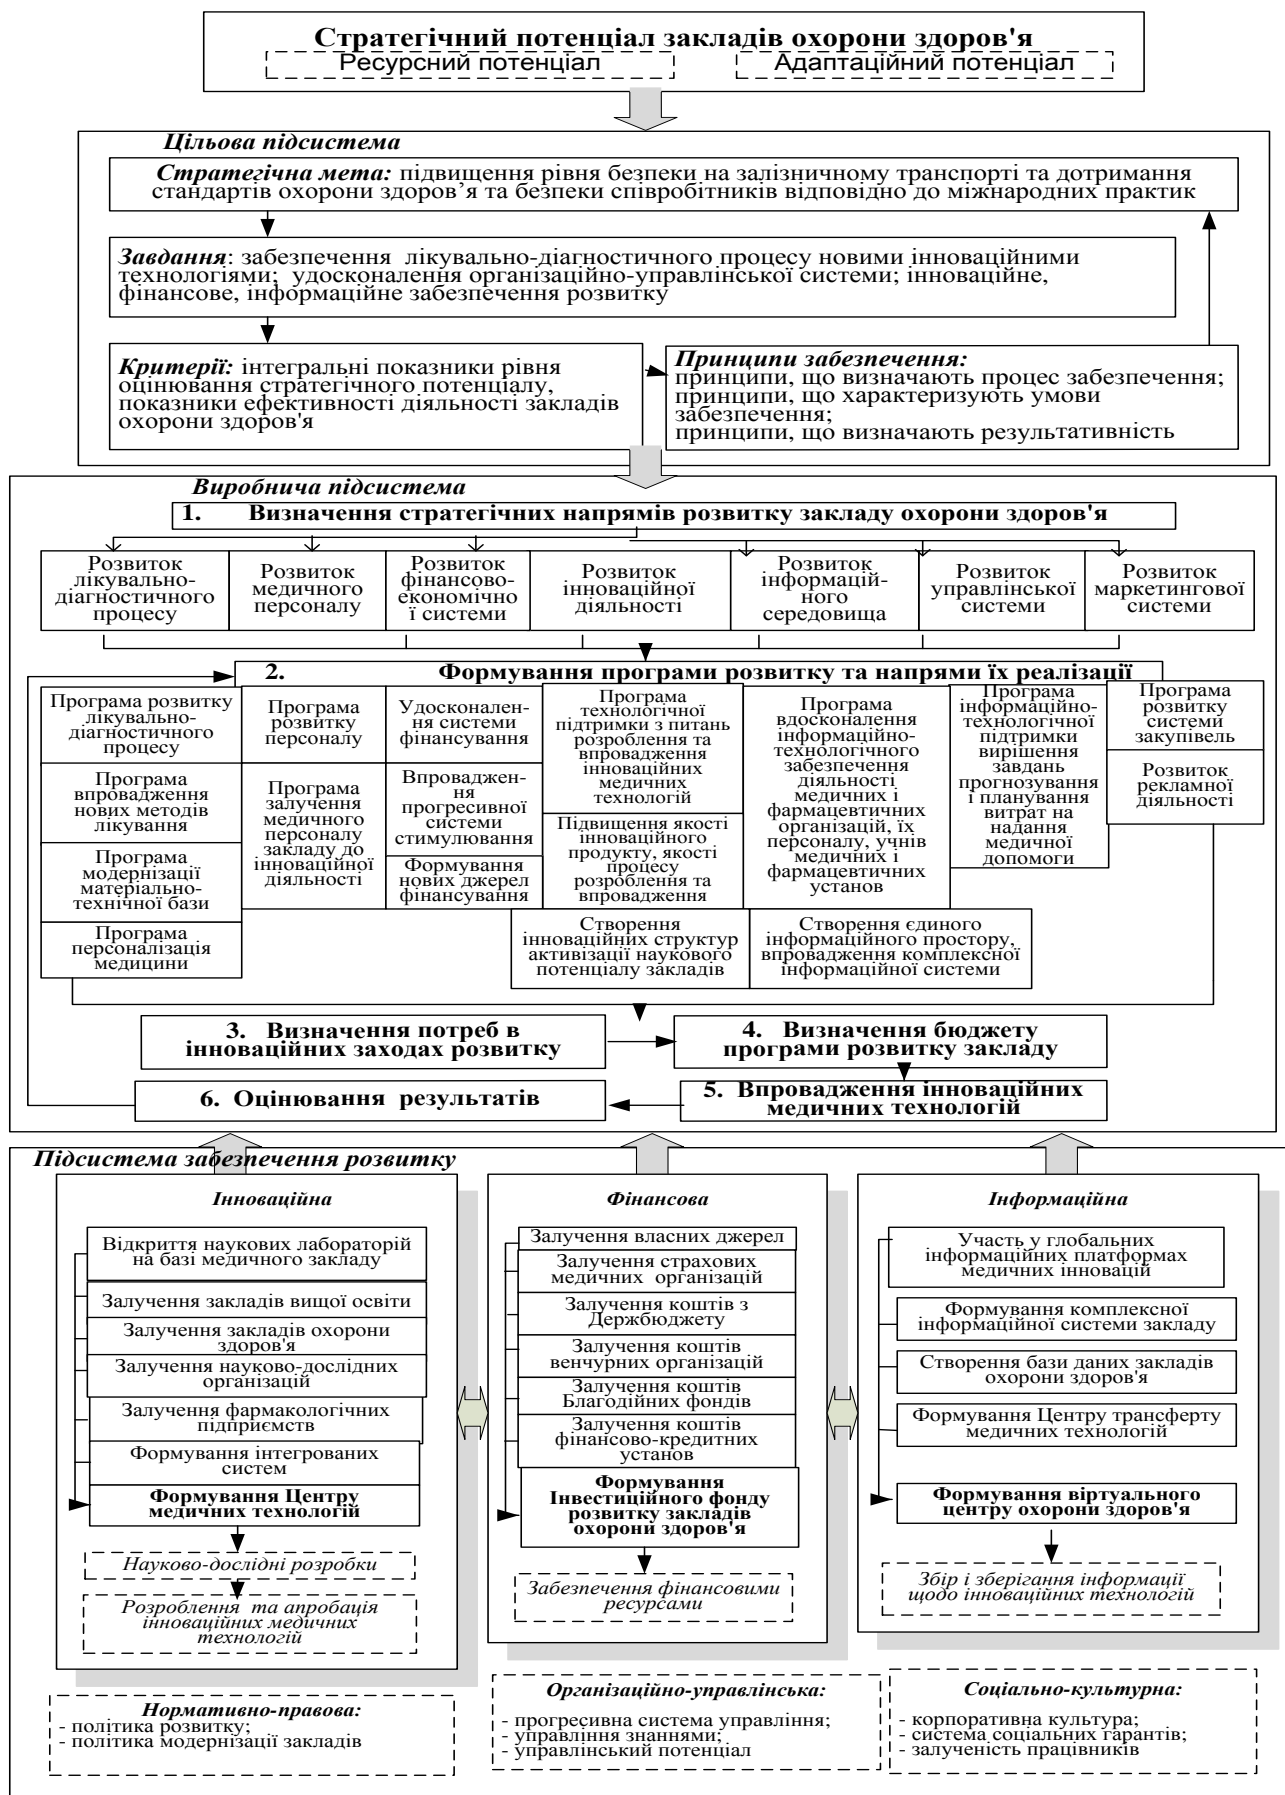 Стратегічний потенціал закладів охорони здоров'я
Ресурсний потенціал
Адаптаційний потенціал
Цільова підсистема
Стратегічна мета: підвищення рівня безпеки на залізничному транспорті та дотримання
стандартів охорони здоров’я та безпеки співробітників відповідно до міжнародних практик
Завдання: забезпечення лікувально-діагностичного процесу новими інноваційними
технологіями; удосконалення організаційно-управлінської системи; інноваційне,
фінансове, інформаційне забезпечення розвитку
Критерії: інтегральні показники рівня
оцінювання стратегічного потенціалу,
показники ефективності діяльності закладів
охорони здоров'я
Принципи забезпечення:
принципи, що визначають процес забезпечення;
принципи, що характеризують умови
забезпечення;
принципи, що визначають результативність
Виробнича підсистема
1. Визначення стратегічних напрямів розвитку закладу охорони здоров'я
Розвиток
лікувально-
діагностичного
процесу
Розвиток
медичного
персоналу
Розвиток
фінансово-
економічно
ї системи
Розвиток
інноваційної
діяльності
Розвиток
інформацій-
ного
середовища
Розвиток
управлінської
системи
Розвиток
маркетингової
системи
2. Формування програми розвитку та напрями їх реалізації
Програма розвитку
лікувально-
діагностичного
процесу
Програма
впровадження
нових методів
лікування
Програма
модернізації
матеріально-
технічної бази
Програма
персоналізація
медицини
Програма
розвитку
персоналу
Програма
залучення
медичного
персоналу
закладу до
інноваційної
діяльності
Удосконален-
ня системи
фінансування
Впроваджен-
ня
прогресивної
системи
стимулювання
Формування
нових джерел
фінансування
Програма
технологічної
підтримки з питань
розроблення та
впровадження
інноваційних
медичних
технологій
Підвищення якості
інноваційного
продукту, якості
процесу
розроблення та
впровадження
Створення
інноваційних структур
активізації наукового
потенціалу закладів
Програма
вдосконалення
інформаційно-
технологічного
забезпечення
діяльності
медичних і
фармацевтичних
організацій, їх
персоналу, учнів
медичних і
фармацевтичних
установ
Створення єдиного
інформаційного простору,
впровадження комплексної
інформаційної системи
Програма
інформаційно-
технологічної
підтримки
вирішення
завдань
прогнозування
і планування
витрат на
надання
медичної
допомоги
Програма
розвитку
системи
закупівель
Розвиток
рекламної
діяльності
3. Визначення потреб в
інноваційних заходах розвитку
4. Визначення бюджету
програми розвитку закладу
6. Оцінювання результатів
5. Впровадження інноваційних
медичних технологій
Підсистема забезпечення розвитку
Інноваційна
Відкриття наукових лабораторій
на базі медичного закладу
Залучення закладів вищої освіти
Залучення закладів охорони
здоров'я
Залучення науково-дослідних
організацій
Залучення фармакологічних
підприємств
Формування інтегрованих
систем
Формування Центру
медичних технологій
Науково-дослідні розробки
Розроблення та апробація
інноваційних медичних
технологій
Фінансова
Залучення власних джерел
Залучення страхових
медичних організацій
Залучення коштів з
Держбюджету
Залучення коштів
венчурних організацій
Залучення коштів
Благодійних фондів
Залучення коштів
фінансово-кредитних
установ
Формування
Інвестиційного фонду
розвитку закладів
охорони здоров'я
Забезпечення фінансовими
ресурсами
Інформаційна
Участь у глобальних
інформаційних платформах
медичних інновацій
Формування комплексної
інформаційної системи закладу
Створення бази даних закладів
охорони здоров'я
Формування Центру трансферту
медичних технологій
Формування віртуального
центру охорони здоров'я
Збір і зберігання інформації
щодо інноваційних технологій
Нормативно-правова:
- політика розвитку;
- політика модернізації закладів
Організаційно-управлінська:
- прогресивна система управління;
- управління знаннями;
- управлінський потенціал
Соціально-культурна:
- корпоративна культура;
- система соціальних гарантів;
- залученість працівників